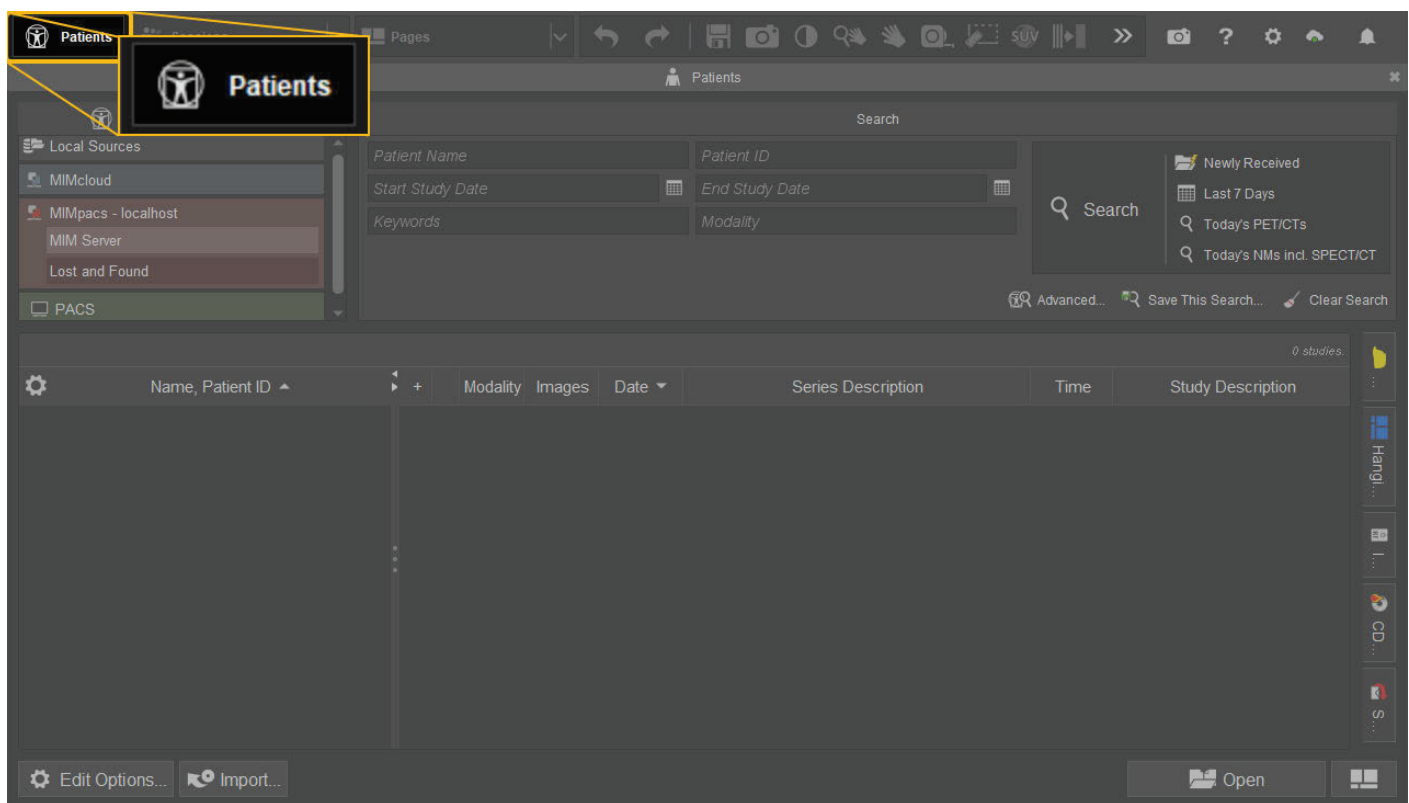 Patients
Pages
SUV
?
Patients
Patients
Search
Local Sources
MIMcloud
MIMpacs - localhost
MIM Server
Lost and Found
PACS
Patient Name
Patient ID
Start Study Date
End Study Date
Keywords
Modality
Search
Newly Received
Last 7 Days
Today's PET/CTs
Today's NMs incl. SPECT/CT
Advanced...
Save This Search...
Clear Search
0 studies.
Name, Patient ID
+
Modality
Images
Date
Series Description
Time
Study Description
...
Hangi...
I...
CD...
S...
Edit Options...
Import...
Open